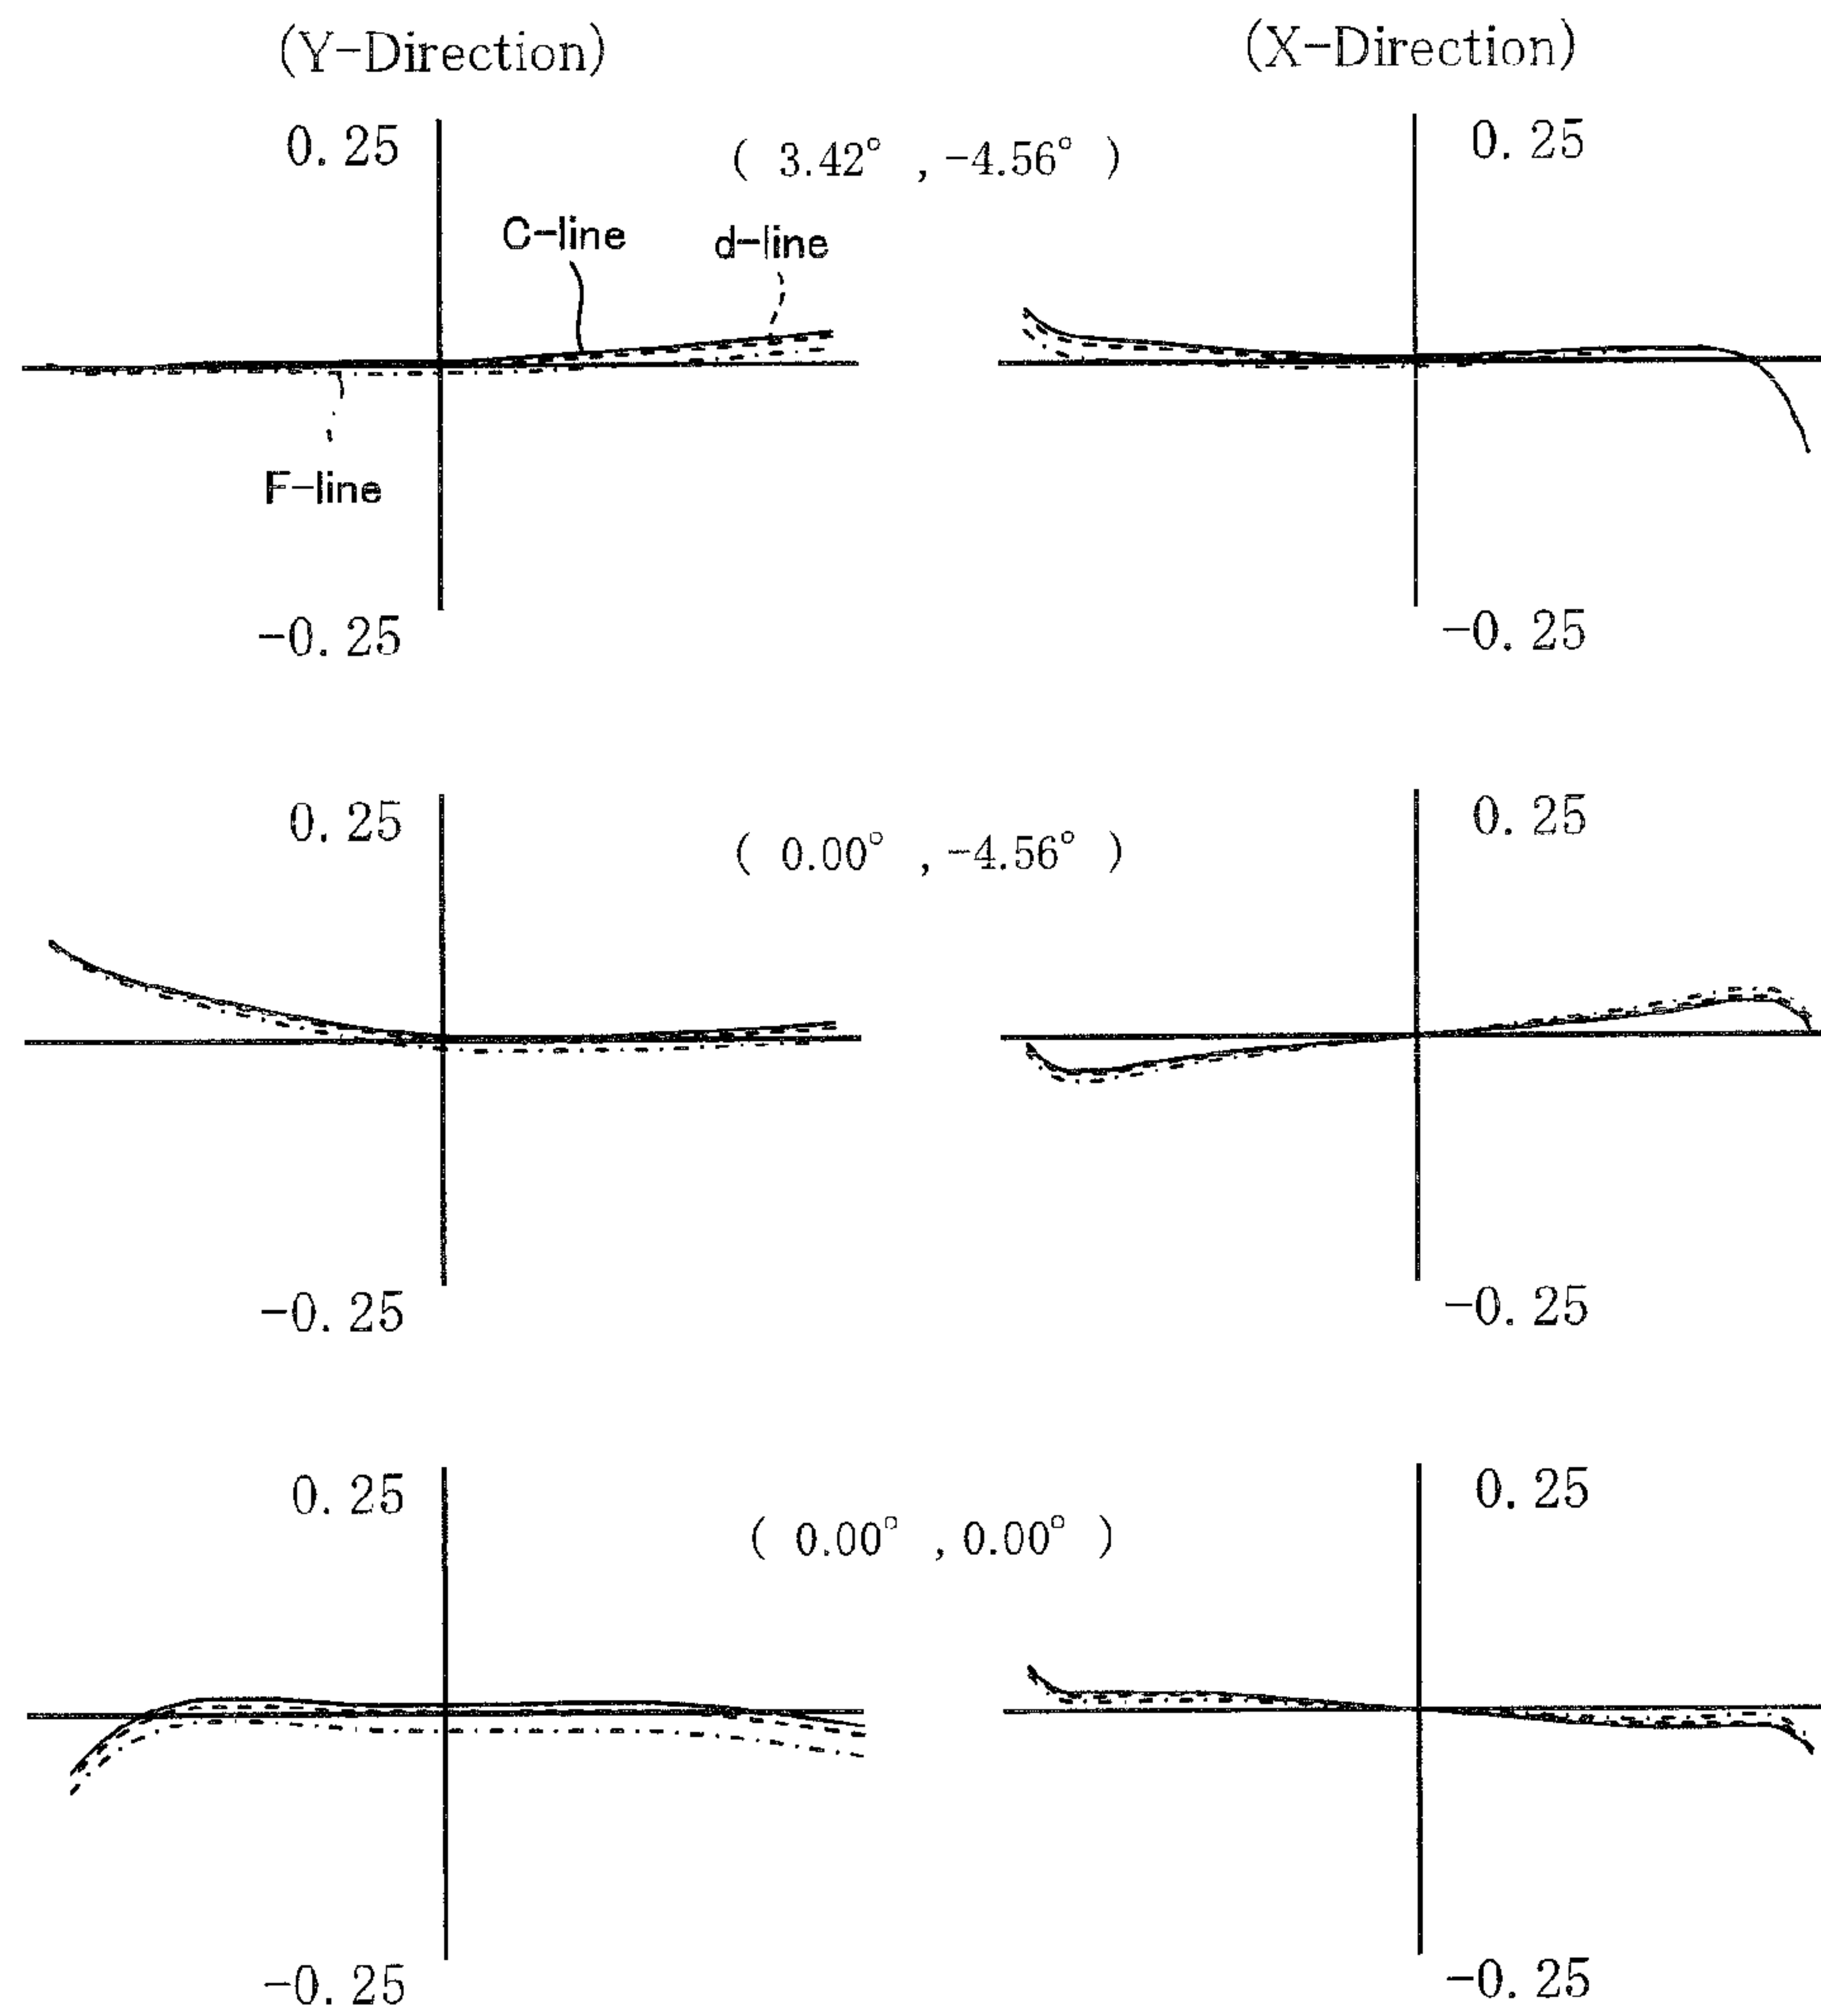 (Y-Direction) (X-Direction)
0.25 ( 3.42° , -4.56° ) 0.25
C-line d-line
F-line
-0.25 -0.25
0.25 ( 0.00° , -4.56° ) 0.25
-0.25 -0.25
0.25 ( 0.00° , 0.00° ) 0.25
-0.25 -0.25